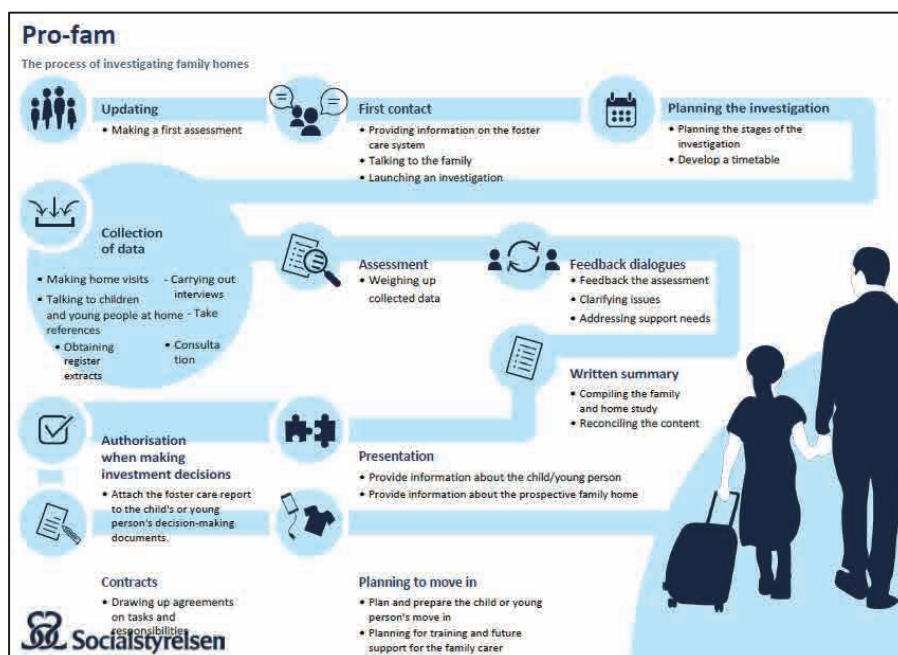 Pro-fam
The process of investigating family homes
Updating
• Making a first assessment
First contact
• Providing information on the foster
care system
• Talking to the family
• Launching an investigation
Planning the investigation
• Planning the stages of the
investigation
• Develop a timetable
Collection
of data
• Making home visits
- Carrying out
interviews
• Talking to children
and young people at home
- Take
references
• Obtaining
register
extracts
• Consulta
tion
Assessment
• Weighing up
collected data
Feedback dialogues
• Feedback the assessment
• Clarifying issues
• Addressing support needs
Written summary
• Compiling the family
and home study
• Reconciling the content
Authorisation
when making
investment decisions
• Attach the foster care report
to the child's or young
person's decision-making
documents.
Presentation
• Provide information about the child/young person
• Provide information about the prospective family home
Contracts
• Drawing up agreements
on tasks and
responsibilities
Planning to move in
• Plan and prepare the child or young
person's move in
• Planning for training and future
support for the family carer
Socialstyrelsen